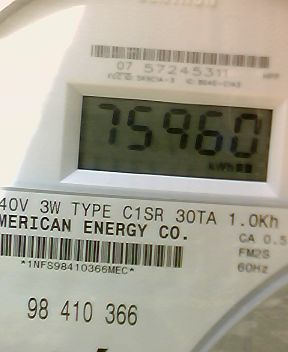 07 57245311
75960
kWh
40V 3W TYPE C1SR 30TA 1.0Kh
MERICAN ENERGY CO.
CA 0.5
FM2S
*1NFS98410366MEC*
60Hz
98 410 366